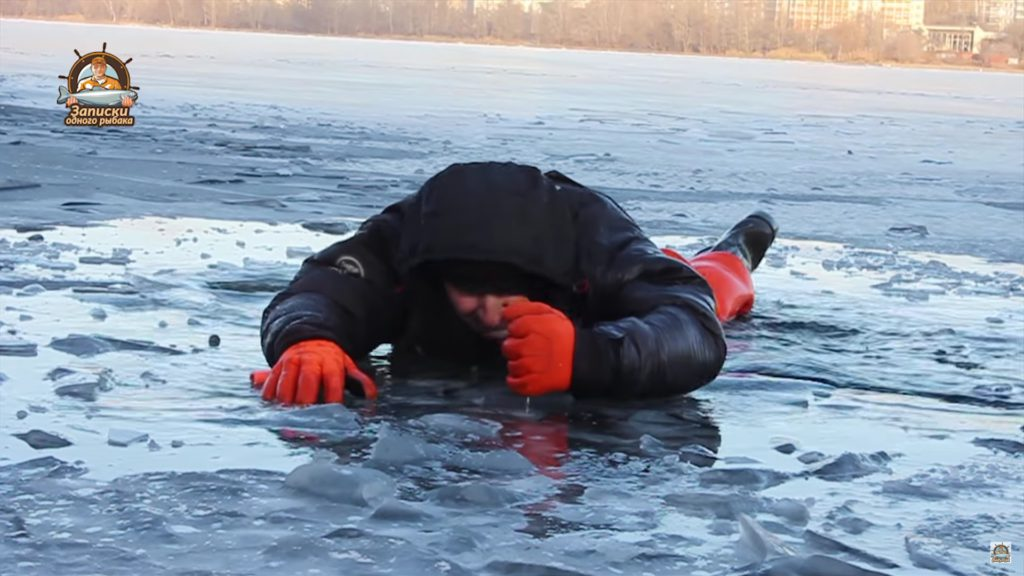 Записки
одного рыбака